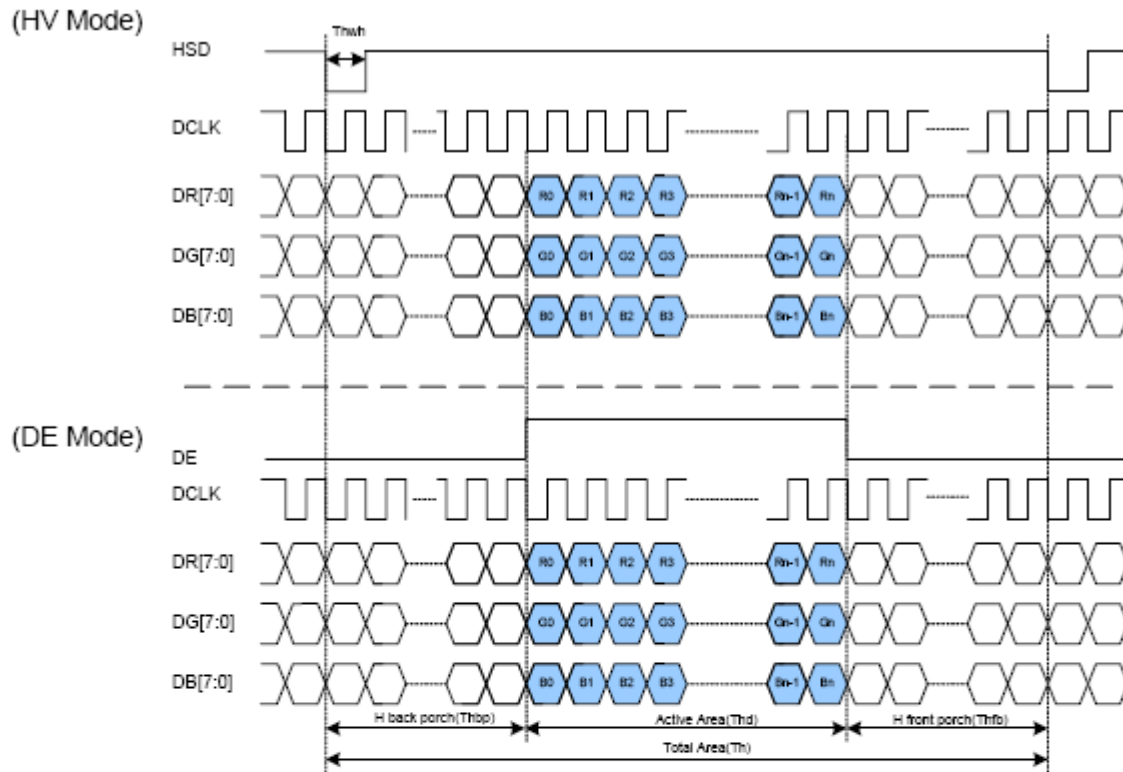 (HV Mode)
Thwh
HSD
DCLK
DR[7:0] R0 R1 R2 R3 Rn-1 Rn
DG[7:0] G0 G1 G2 G3 Gn-1 Gn
DB[7:0] B0 B1 B2 B3 Bn-1 Bn
(DE Mode)
DE
DCLK
DR[7:0] R0 R1 R2 R3 Rn-1 Rn
DG[7:0] G0 G1 G2 G3 Gn-1 Gn
DB[7:0] B0 B1 B2 B3 Bn-1 Bn
H back porch(Thbp) Active Area(Thd) H front porch(Thfb)
Total Area(Th)